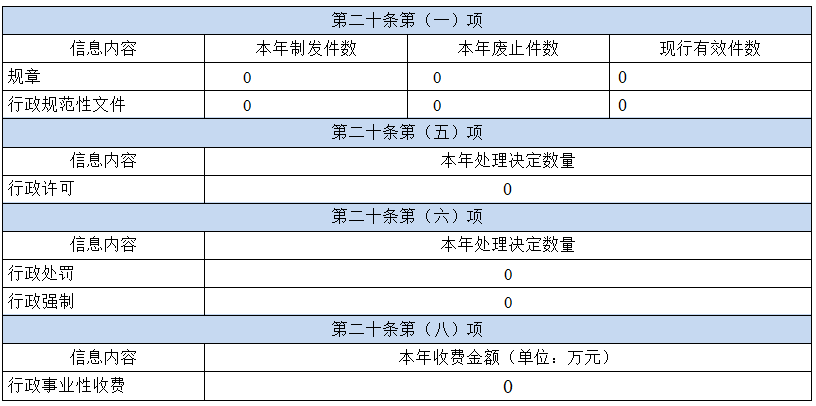 第二十条第（一）项
信息内容 本年制发件数 本年废止件数 现行有效件数
规章 0 0 0
行政规范性文件 0 0 0
第二十条第（五）项
信息内容 本年处理决定数量
行政许可 0
第二十条第（六）项
信息内容 本年处理决定数量
行政处罚 0
行政强制 0
第二十条第（八）项
信息内容 本年收费金额（单位：万元）
行政事业性收费 0